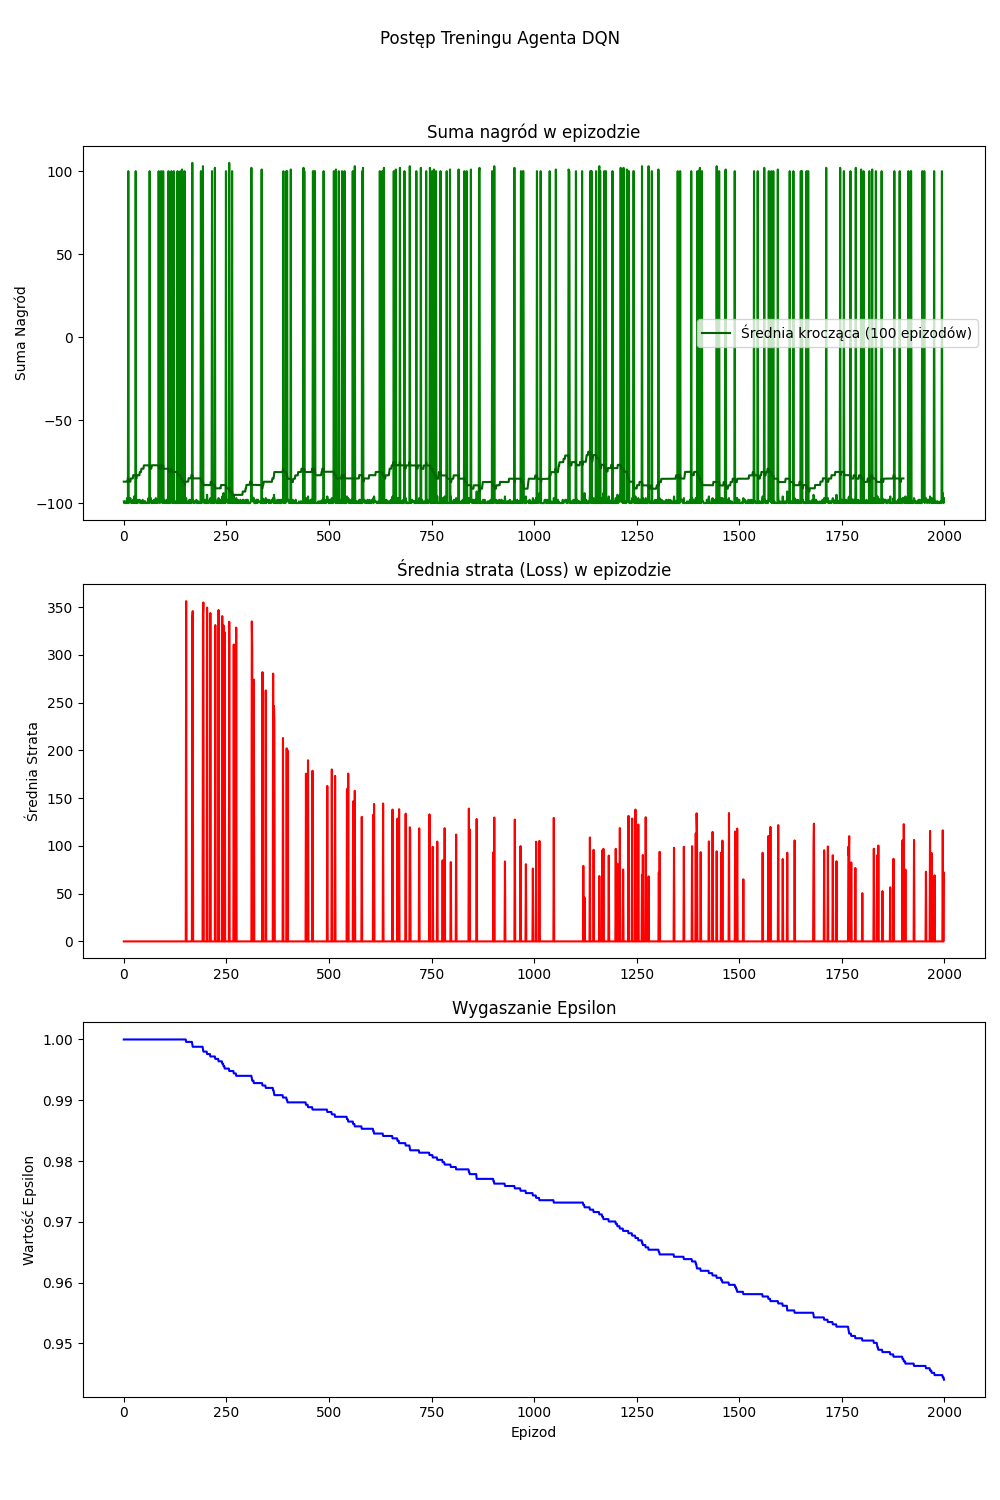 Postęp Treningu Agenta DQN
Suma nagród w epizodzie
100
50
0
−50
−100
Suma Nagród
Średnia krocząca (100 epizodów)
0 250 500 750 1000 1250 1500 1750 2000
Średnia strata (Loss) w epizodzie
350
300
250
200
150
100
50
0
Średnia Strata
0 250 500 750 1000 1250 1500 1750 2000
Wygaszanie Epsilon
1.00
0.99
0.98
0.97
0.96
0.95
Wartość Epsilon
0 250 500 750 1000 1250 1500 1750 2000
Epizod